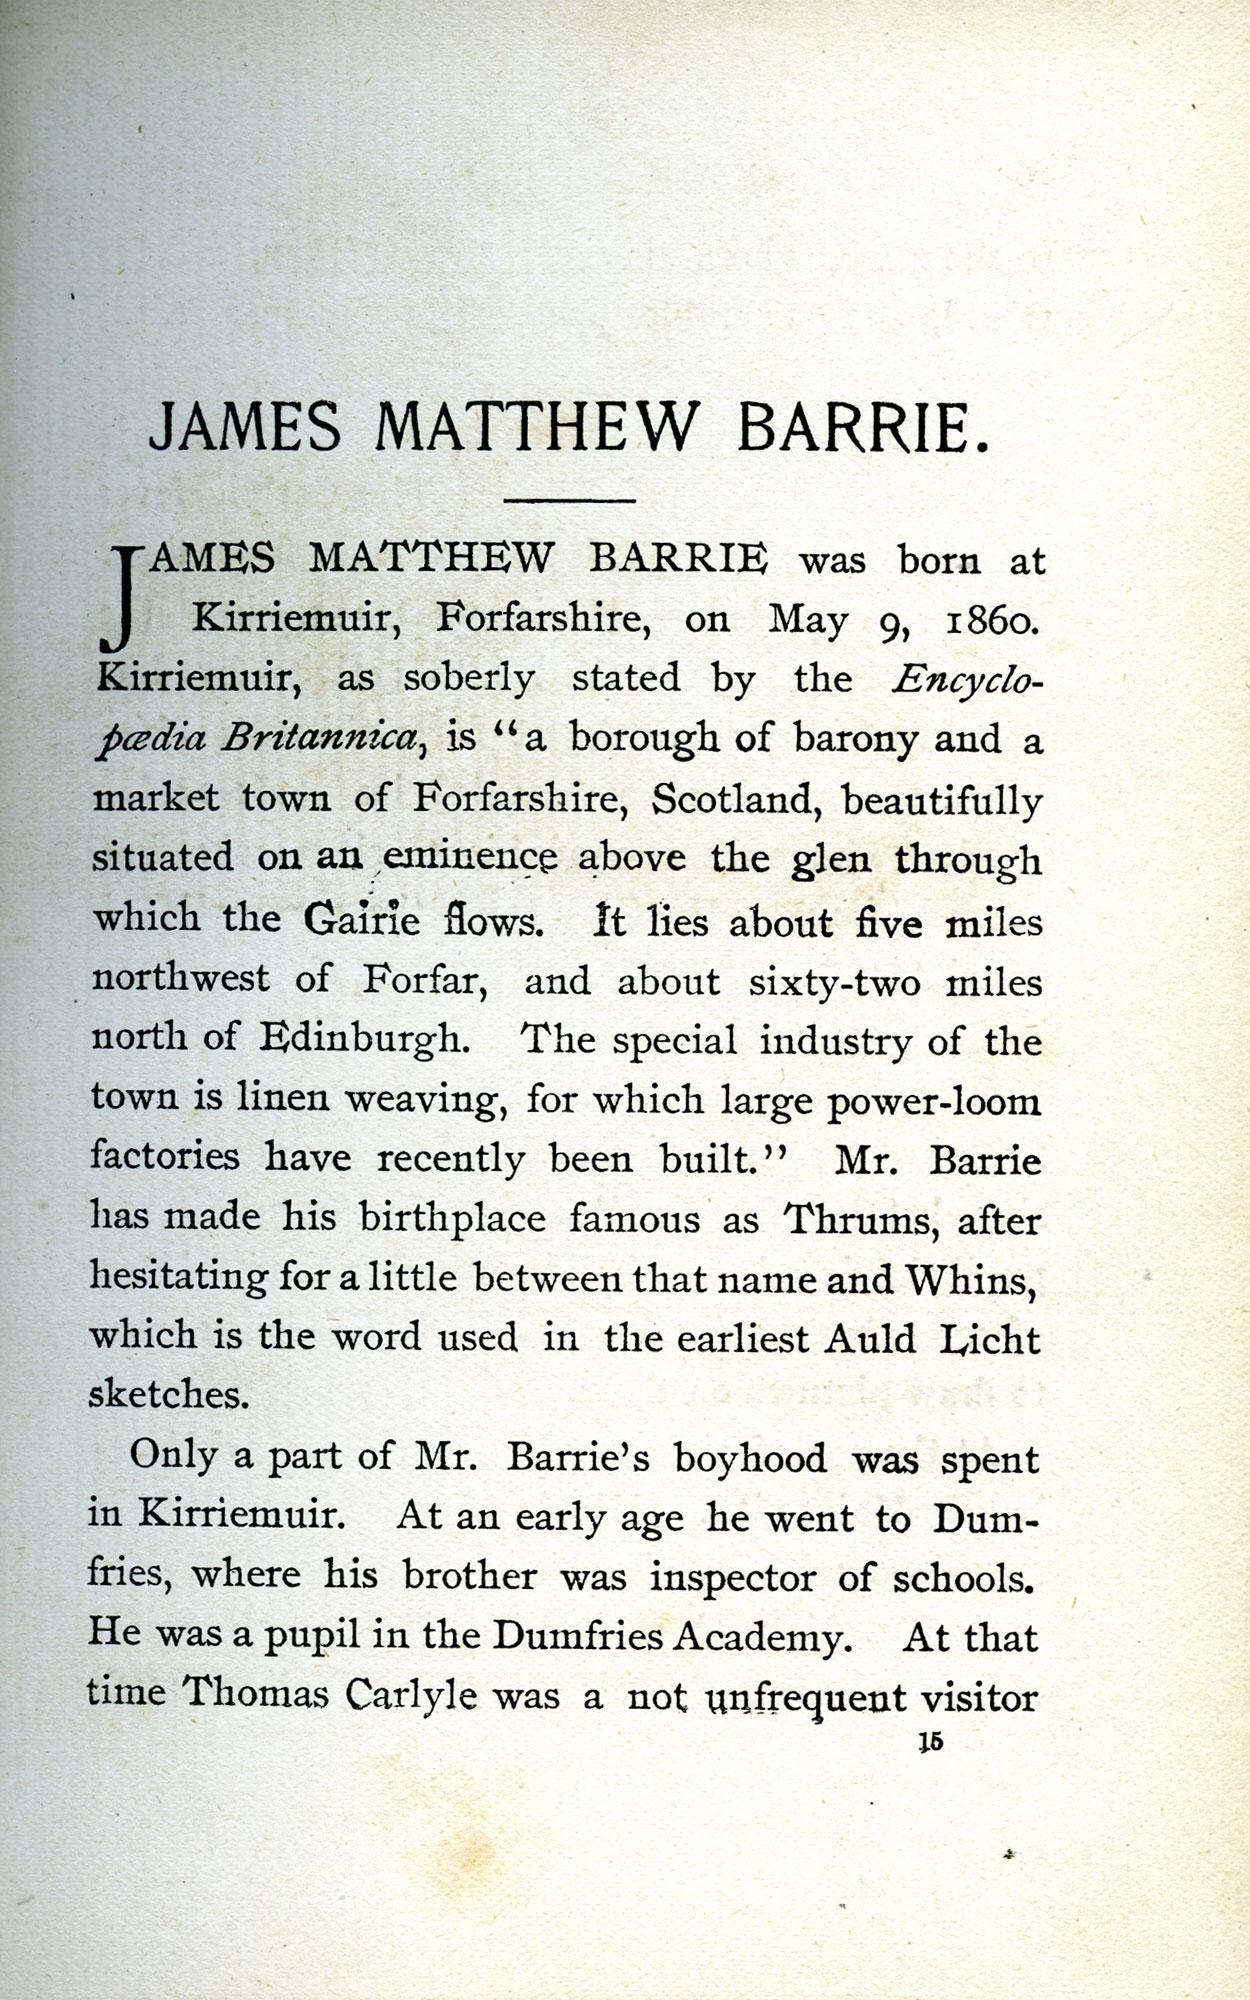 JAMES MATTHEW BARRIE.
JAMES MATTHEW BARRIE was born at
Kirriemuir, Forfarshire, on May 9, 1860.
Kirriemuir, as soberly stated by the Encyclo-
pædia Britannica, is “a borough of barony and a
market town of Forfarshire, Scotland, beautifully
situated on an eminence above the glen through
which the Gairie flows. It lies about five miles
northwest of Forfar, and about sixty-two miles
north of Edinburgh. The special industry of the
town is linen weaving, for which large power-loom
factories have recently been built.” Mr. Barrie
has made his birthplace famous as Thrums, after
hesitating for a little between that name and Whins,
which is the word used in the earliest Auld Licht
sketches.
Only a part of Mr. Barrie’s boyhood was spent
in Kirriemuir. At an early age he went to Dum-
fries, where his brother was inspector of schools.
He was a pupil in the Dumfries Academy. At that
time Thomas Carlyle was a not unfrequent visitor
15